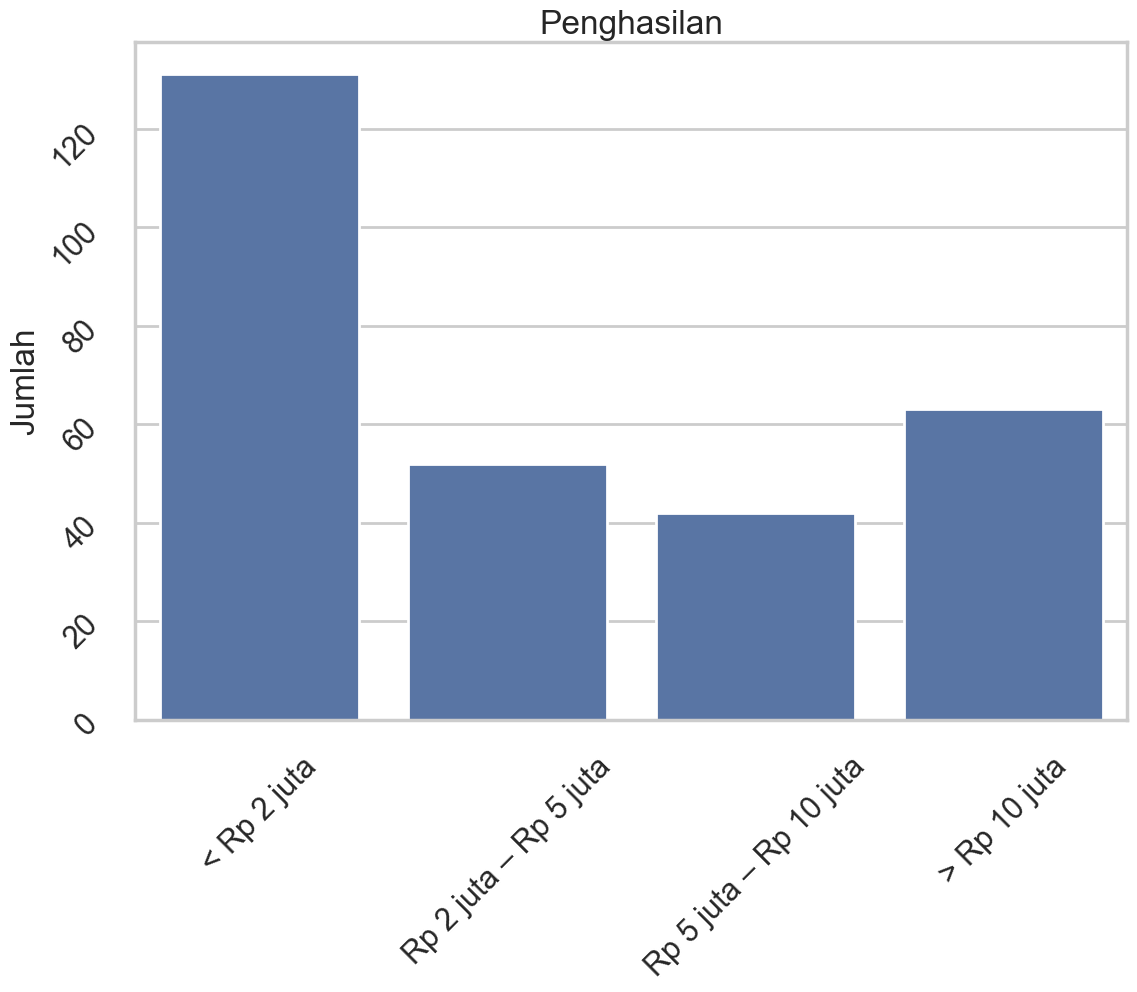 Penghasilan
Jumlah
120
100
80
60
40
20
0
< Rp 2 juta
Rp 2 juta – Rp 5 juta
Rp 5 juta – Rp 10 juta
> Rp 10 juta